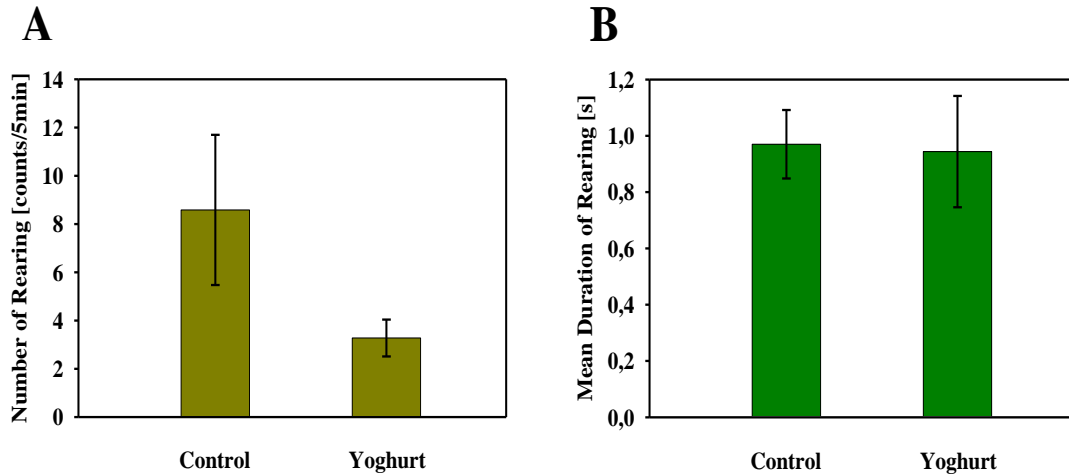 A
Number of Rearing [counts/5min]
14
12
10
8
6
4
2
0
Control Yoghurt
B
Mean Duration of Rearing [s]
1,2
1,0
0,8
0,6
0,4
0,2
0,0
Control Yoghurt